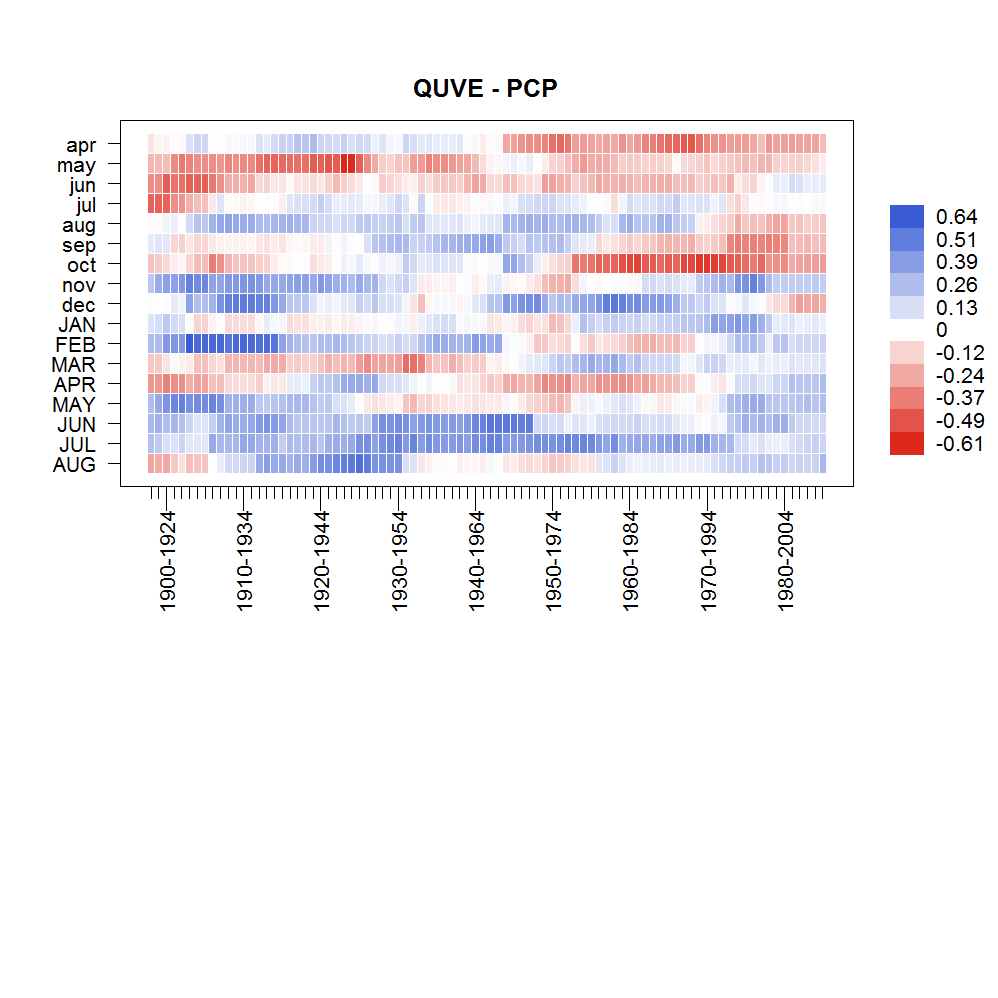 QUVE - PCP
apr
may
jun
jul
aug
sep
oct
nov
dec
JAN
FEB
MAR
APR
MAY
JUN
JUL
AUG
0.64
0.51
0.39
0.26
0.13
0
-0.12
-0.24
-0.37
-0.49
-0.61
1900-1924
1910-1934
1920-1944
1930-1954
1940-1964
1950-1974
1960-1984
1970-1994
1980-2004